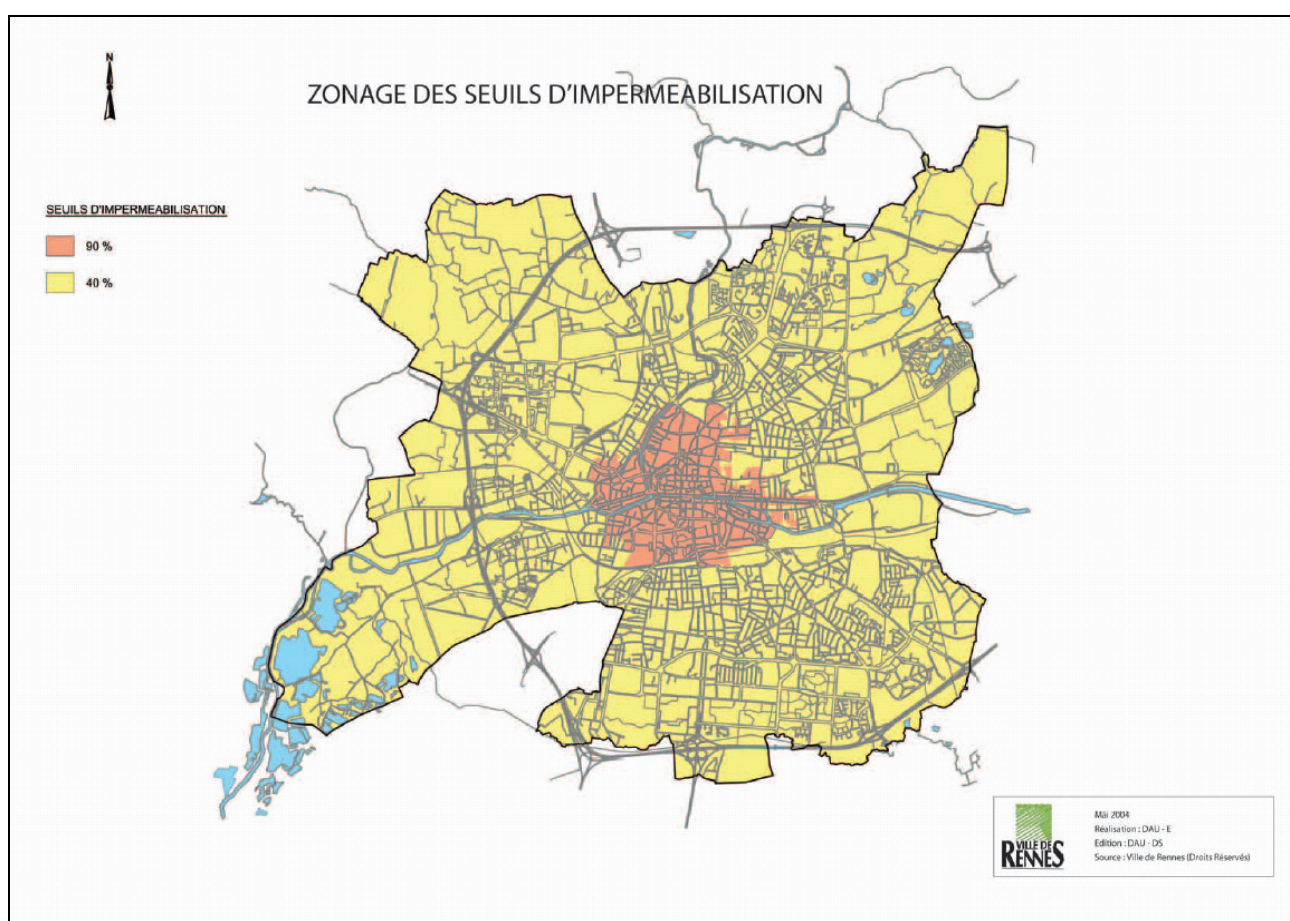 N
ZONAGE DES SEUILS D'IMPERMEABILISATION
SEUILS D'IMPERMEABILISATION
90 %
40 %
VILLE DE
RENNES
Mai 2004
Réalisation : DAU - E
Edition : DAU - DS
Source : Ville de Rennes (Droits Réservés)